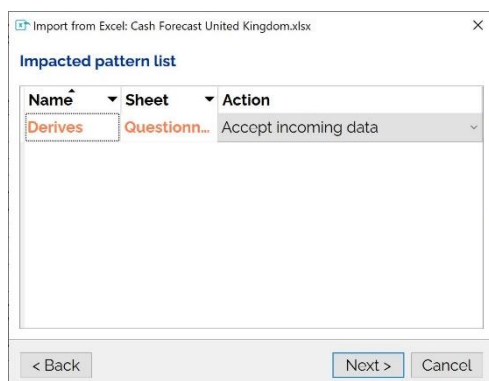 Import from Excel: Cash Forecast United Kingdom.xlsx
Impacted pattern list
Name Sheet Action
Derives Questionn... Accept incoming data
< Back Next > Cancel